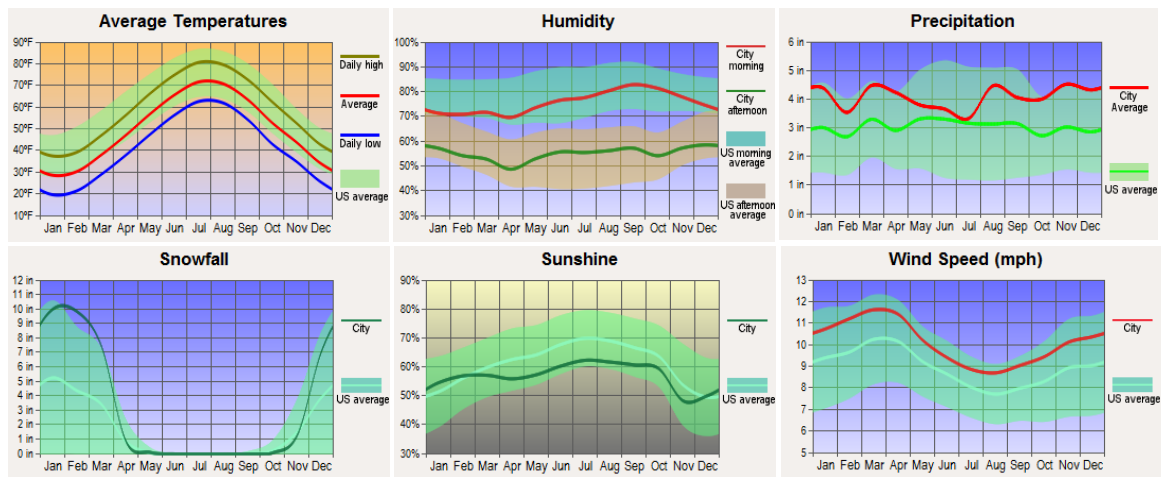 Average Temperatures
90ºF
80ºF
70ºF
60ºF
50ºF
40ºF
30ºF
20ºF
10ºF
Jan Feb Mar Apr May Jun Jul Aug Sep Oct Nov Dec
Daily high
Average
Daily low
US average
Humidity
100%
90%
80%
70%
60%
50%
40%
30%
Jan Feb Mar Apr May Jun Jul Aug Sep Oct Nov Dec
City
morning
City
afternoon
US morning
average
US afternoon
average
Precipitation
6 in
5 in
4 in
3 in
2 in
1 in
0 in
Jan Feb Mar Apr May Jun Jul Aug Sep Oct Nov Dec
City
Average
US average
Snowfall
12 in
11 in
10 in
9 in
8 in
7 in
6 in
5 in
4 in
3 in
2 in
1 in
0 in
Jan Feb Mar Apr May Jun Jul Aug Sep Oct Nov Dec
City
US average
Sunshine
90%
80%
70%
60%
50%
40%
30%
Jan Feb Mar Apr May Jun Jul Aug Sep Oct Nov Dec
City
US average
Wind Speed (mph)
13
12
11
10
9
8
7
6
5
Jan Feb Mar Apr May Jun Jul Aug Sep Oct Nov Dec
City
US average